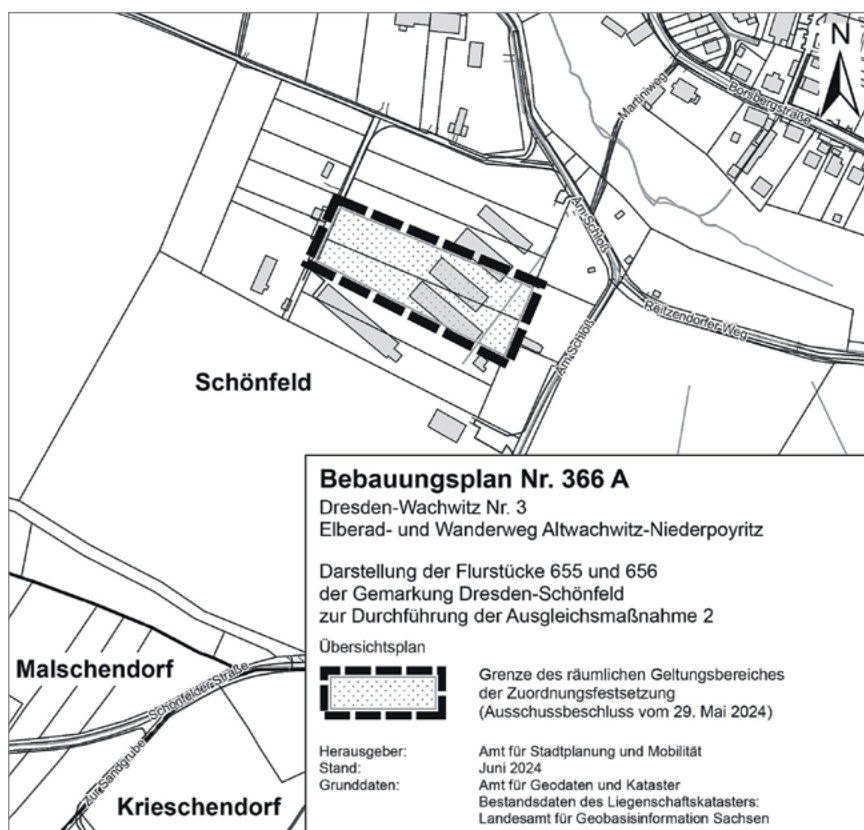 N
Borsbergstraße
Martiniweg
Am Schloß
Am Schloß
Reitzendorfer Weg
Schönfeld
Malschendorf
Schönfelder Straße
Zur Sandgrube
Krieschendorf
Bebauungsplan Nr. 366 A
Dresden-Wachwitz Nr. 3
Elberad- und Wanderweg Altwachwitz-Niederpoyritz
Darstellung der Flurstücke 655 und 656
der Gemarkung Dresden-Schönfeld
zur Durchführung der Ausgleichsmaßnahme 2
Übersichtsplan
Grenze des räumlichen Geltungsbereiches
der Zuordnungsfestsetzung
(Ausschussbeschluss vom 29. Mai 2024)
Herausgeber: Amt für Stadtplanung und Mobilität
Stand: Juni 2024
Grunddaten: Amt für Geodaten und Kataster
Bestandsdaten des Liegenschaftskatasters:
Landesamt für Geobasisinformation Sachsen